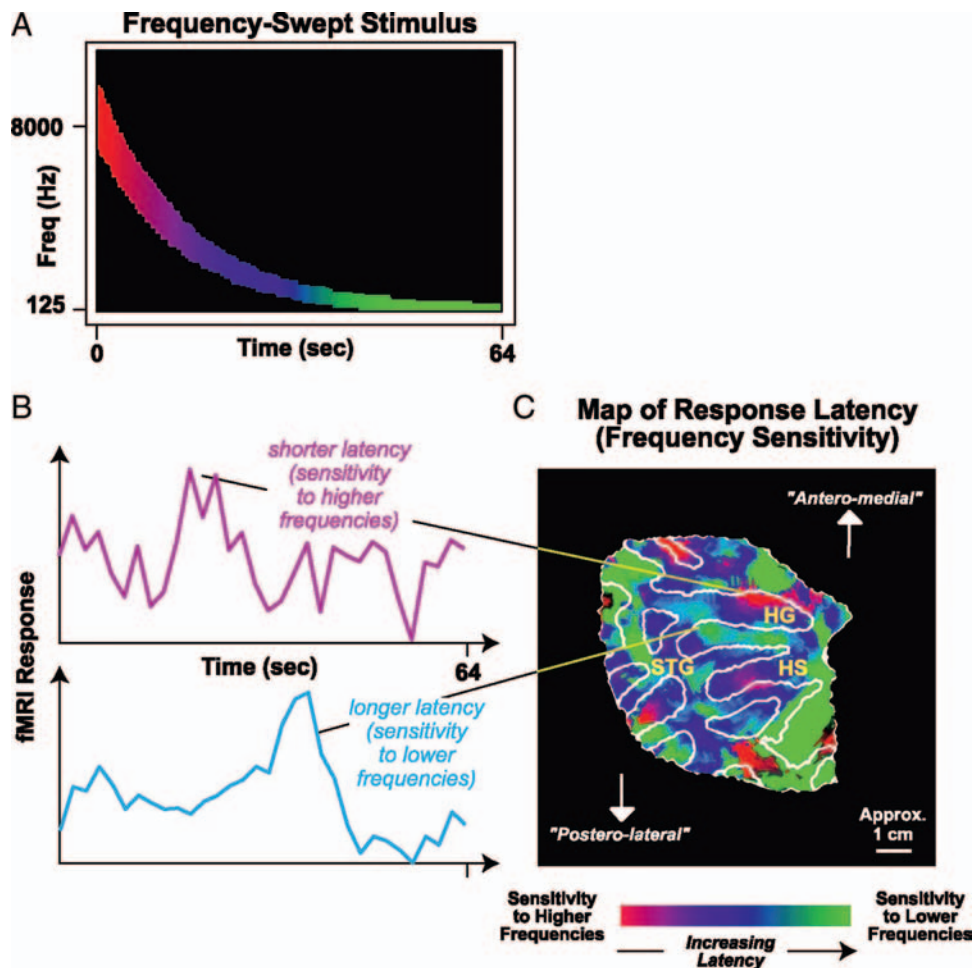 A
Frequency-Swept Stimulus
8000
Freq (Hz)
125
0
Time (sec)
64
B
shorter latency
(sensitivity
to higher
frequencies)
fMRI Response
Time (sec)
64
longer latency
(sensitivity
to lower
frequencies)
C
Map of Response Latency
(Frequency Sensitivity)
"Antero-medial"
HG
STG
HS
"Postero-lateral"
Approx.
1 cm
Sensitivity
to Higher
Frequencies
Increasing
Latency
Sensitivity
to Lower
Frequencies